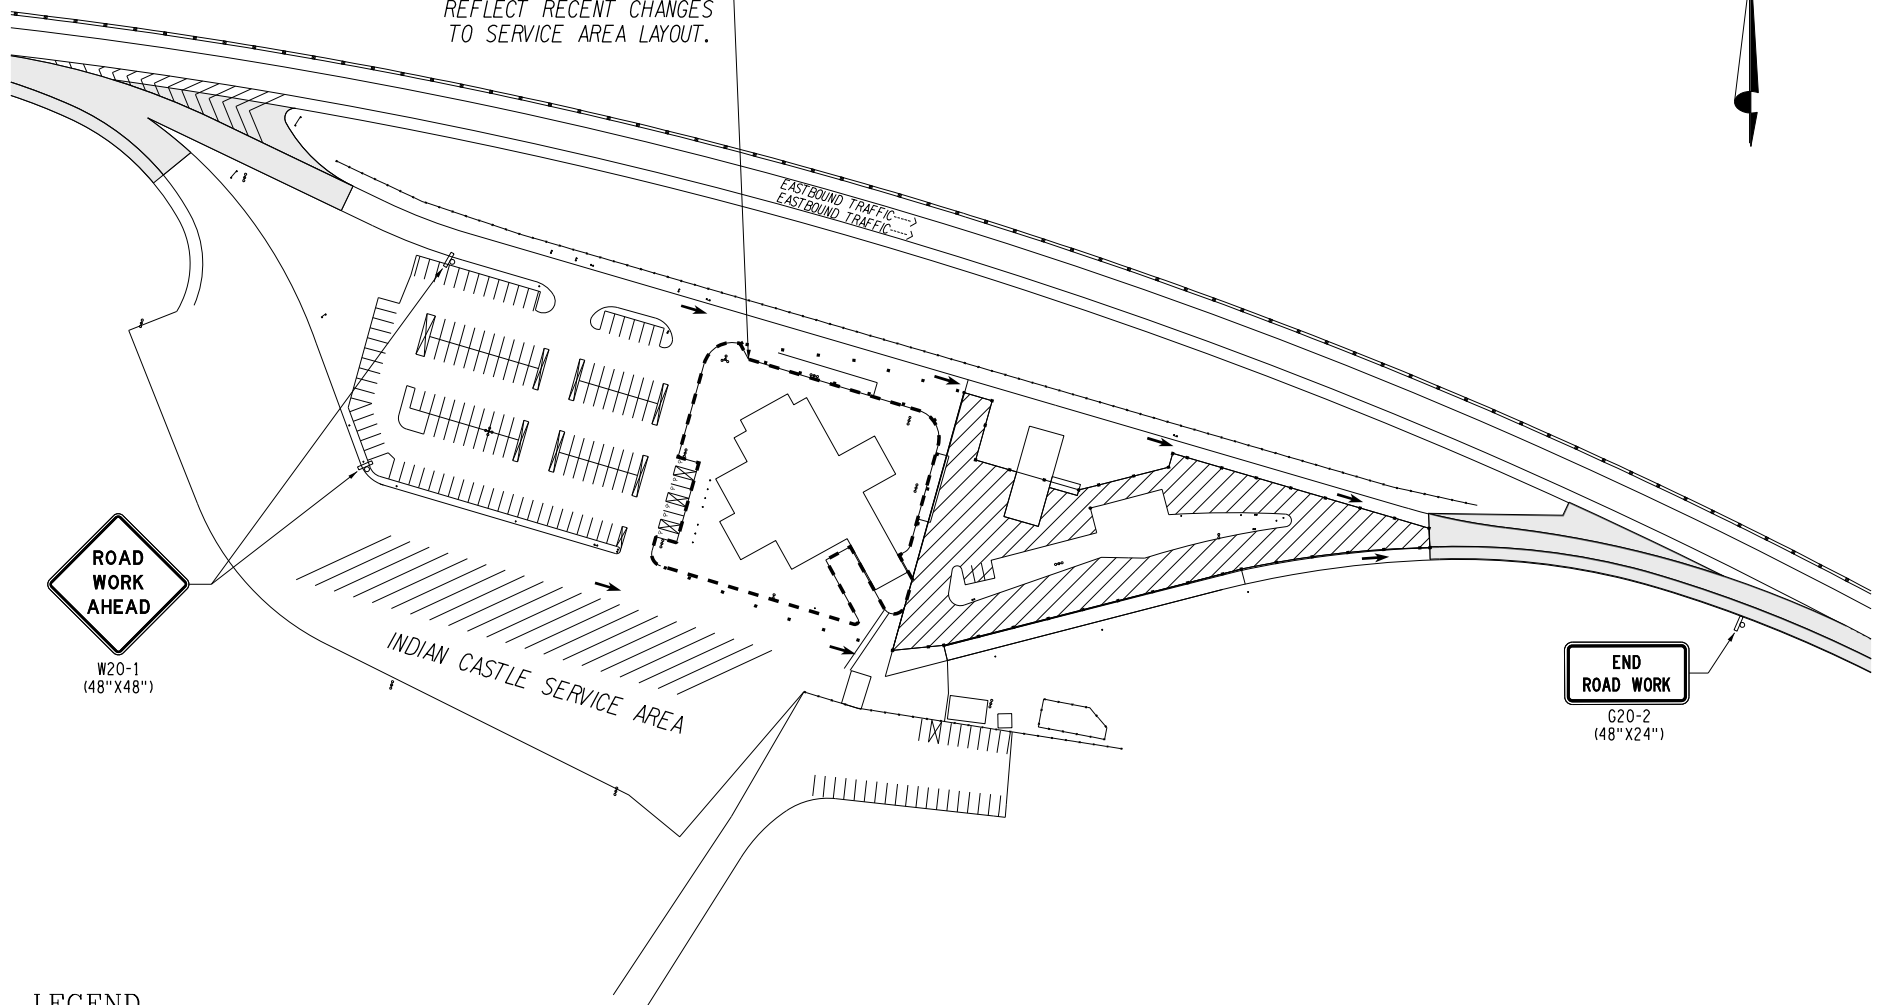 REFLECT RECENT CHANGES
TO SERVICE AREA LAYOUT.
EASTBOUND TRAFFIC---->
EASTBOUND TRAFFIC---->
ROAD
WORK
AHEAD
W20-1
(48"X48")
INDIAN CASTLE SERVICE AREA
END
ROAD WORK
G20-2
(48"X24")
LEGEND